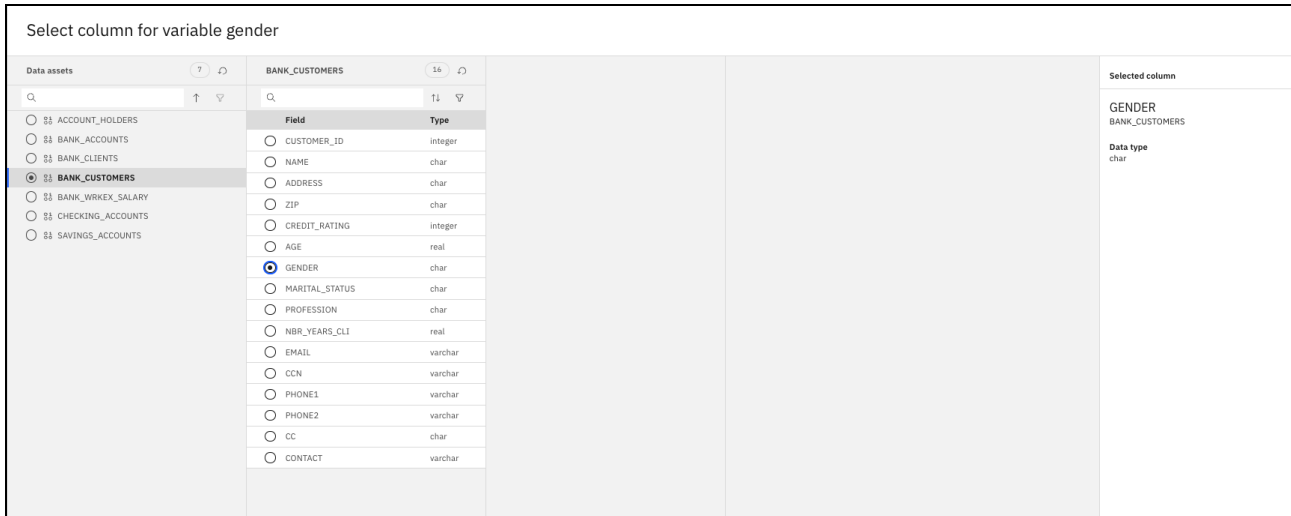 Select column for variable gender
Data assets 7
ACCOUNT_HOLDERS
BANK_ACCOUNTS
BANK_CLIENTS
BANK_CUSTOMERS
BANK_WRKEX_SALARY
CHECKING_ACCOUNTS
SAVINGS_ACCOUNTS
BANK_CUSTOMERS 16
Field Type
CUSTOMER_ID integer
NAME char
ADDRESS char
ZIP char
CREDIT_RATING integer
AGE real
GENDER char
MARITAL_STATUS char
PROFESSION char
NBR_YEARS_CLI real
EMAIL varchar
CCN varchar
PHONE1 varchar
PHONE2 varchar
CC char
CONTACT varchar
Selected column
GENDER
BANK_CUSTOMERS
Data type
char